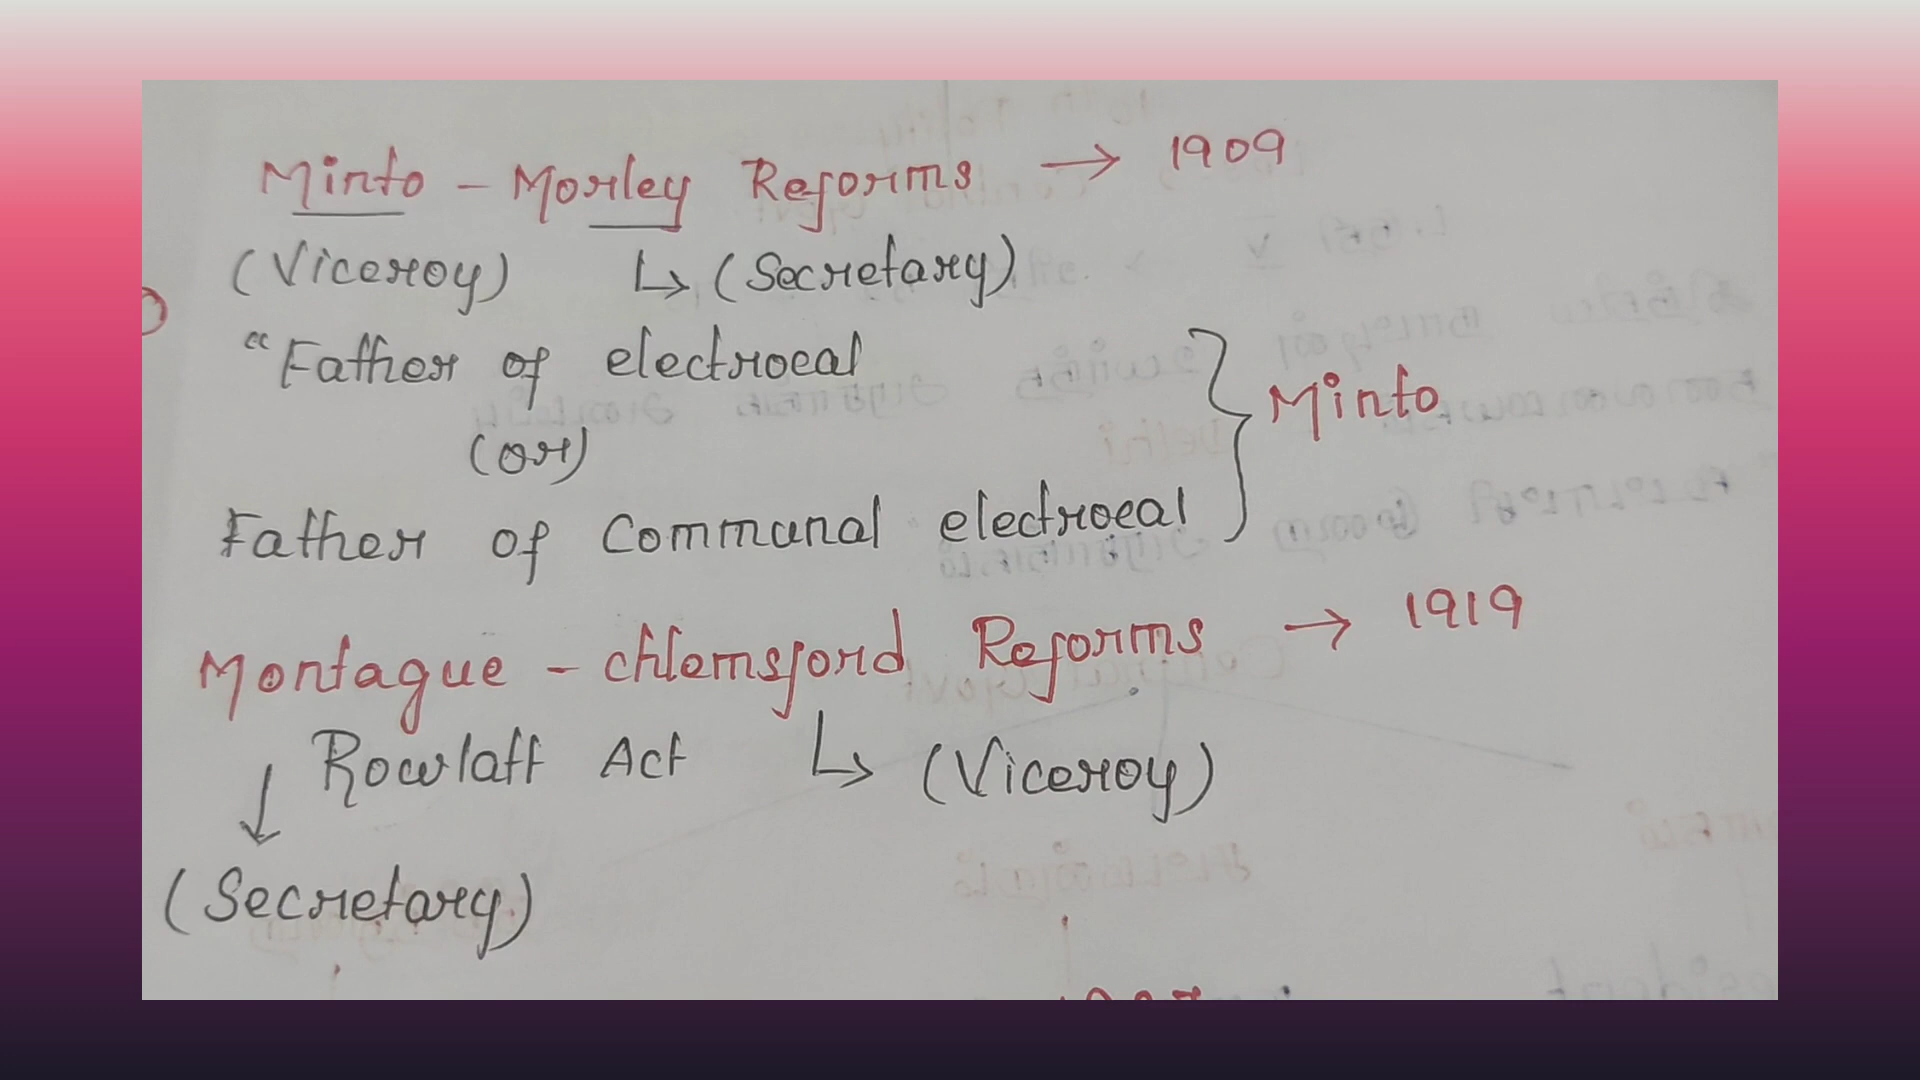 Minto - Morley Reforms → 1909
(Viceroy) ↳ (Secretary)
"Father of electroeal
(or)
Father of Communal electroeal } Minto
Montague - chlemsford Reforms → 1919
Rowlatt Act ↳ (Viceroy)
↓
(Secretary)